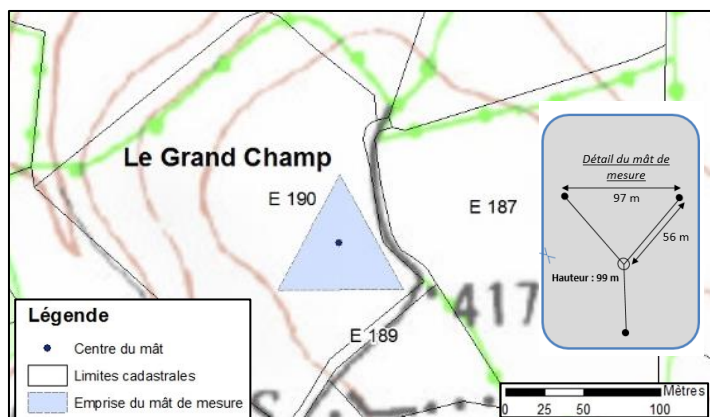 Le Grand Champ
E 190
E 187
417
E 189
Détail du mât de
mesure
97 m
56 m
Hauteur : 99 m
Légende
Centre du mât
Limites cadastrales
Emprise du mât de mesure
Mètres
0 25 50 100